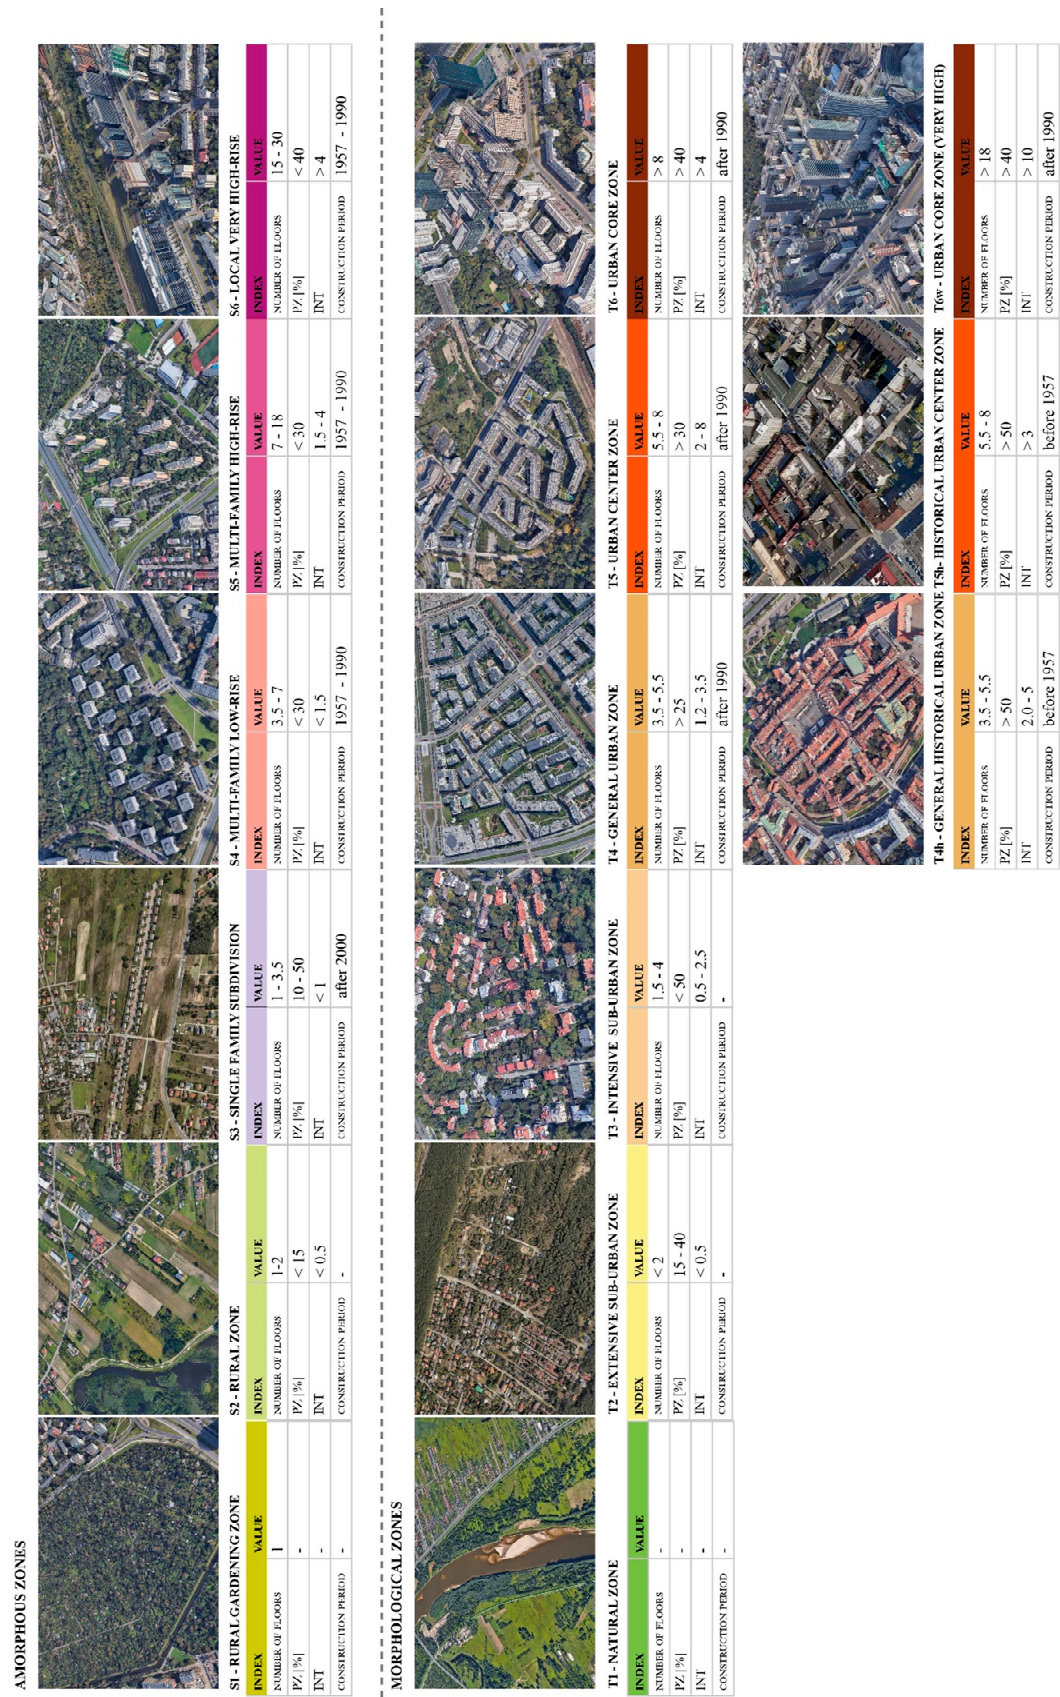 AMORPHOUS ZONES
S1 - RURAL GARDENING ZONE
INDEX VALUE
NUMBER OF FLOORS 1
PZ [%] -
INT -
CONSTRUCTION PERIOD -
S2 - RURAL ZONE
INDEX VALUE
NUMBER OF FLOORS 1-2
PZ [%] < 15
INT < 0.5
CONSTRUCTION PERIOD -
S3 - SINGLE FAMILY SUBDIVISION
INDEX VALUE
NUMBER OF FLOORS 1 - 3.5
PZ [%] 10 - 50
INT < 1
CONSTRUCTION PERIOD after 2000
S4 - MULTI-FAMILY LOW-RISE
INDEX VALUE
NUMBER OF FLOORS 3.5 - 7
PZ [%] < 30
INT < 1.5
CONSTRUCTION PERIOD 1957 - 1990
S5 - MULTI-FAMILY HIGH-RISE
INDEX VALUE
NUMBER OF FLOORS 7 - 18
PZ [%] < 30
INT 1.5 - 4
CONSTRUCTION PERIOD 1957 - 1990
S6 - LOCAL VERY HIGH-RISE
INDEX VALUE
NUMBER OF FLOORS 15 - 30
PZ [%] < 40
INT > 4
CONSTRUCTION PERIOD 1957 - 1990
MORPHOLOGICAL ZONES
T1 - NATURAL ZONE
INDEX VALUE
NUMBER OF FLOORS -
PZ [%] -
INT -
CONSTRUCTION PERIOD -
T2 - EXTENSIVE SUB-URBAN ZONE
INDEX VALUE
NUMBER OF FLOORS < 2
PZ [%] 15 - 40
INT < 0.5
CONSTRUCTION PERIOD -
T3 - INTENSIVE SUB-URBAN ZONE
INDEX VALUE
NUMBER OF FLOORS 1.5 - 4
PZ [%] < 50
INT 0.5 - 2.5
CONSTRUCTION PERIOD -
T4 - GENERAL URBAN ZONE
INDEX VALUE
NUMBER OF FLOORS 3.5 - 5.5
PZ [%] > 25
INT 1.2 - 3.5
CONSTRUCTION PERIOD after 1990
T5 - URBAN CENTER ZONE
INDEX VALUE
NUMBER OF FLOORS 5.5 - 8
PZ [%] > 30
INT 2 - 8
CONSTRUCTION PERIOD after 1990
T6 - URBAN CORE ZONE
INDEX VALUE
NUMBER OF FLOORS > 8
PZ [%] > 40
INT > 4
CONSTRUCTION PERIOD after 1990
T4h - GENERAL HISTORICAL URBAN ZONE
INDEX VALUE
NUMBER OF FLOORS 3.5 - 5.5
PZ [%] > 50
INT 2.0 - 5
CONSTRUCTION PERIOD before 1957
T5h- HISTORICAL URBAN CENTER ZONE
INDEX VALUE
NUMBER OF FLOORS 5.5 - 8
PZ [%] > 50
INT > 3
CONSTRUCTION PERIOD before 1957
T6w - URBAN CORE ZONE (VERY HIGH)
INDEX VALUE
NUMBER OF FLOORS > 18
PZ [%] > 40
INT > 10
CONSTRUCTION PERIOD after 1990